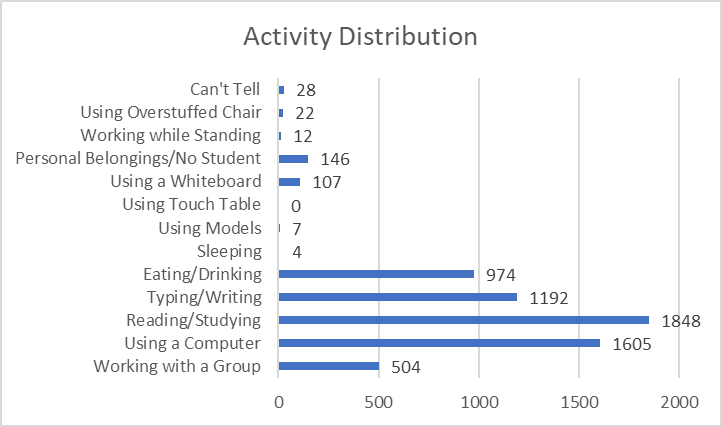 Activity Distribution
Can't Tell 28
Using Overstuffed Chair 22
Working while Standing 12
Personal Belongings/No Student 146
Using a Whiteboard 107
Using Touch Table 0
Using Models 7
Sleeping 4
Eating/Drinking 974
Typing/Writing 1192
Reading/Studying 1848
Using a Computer 1605
Working with a Group 504
0 500 1000 1500 2000